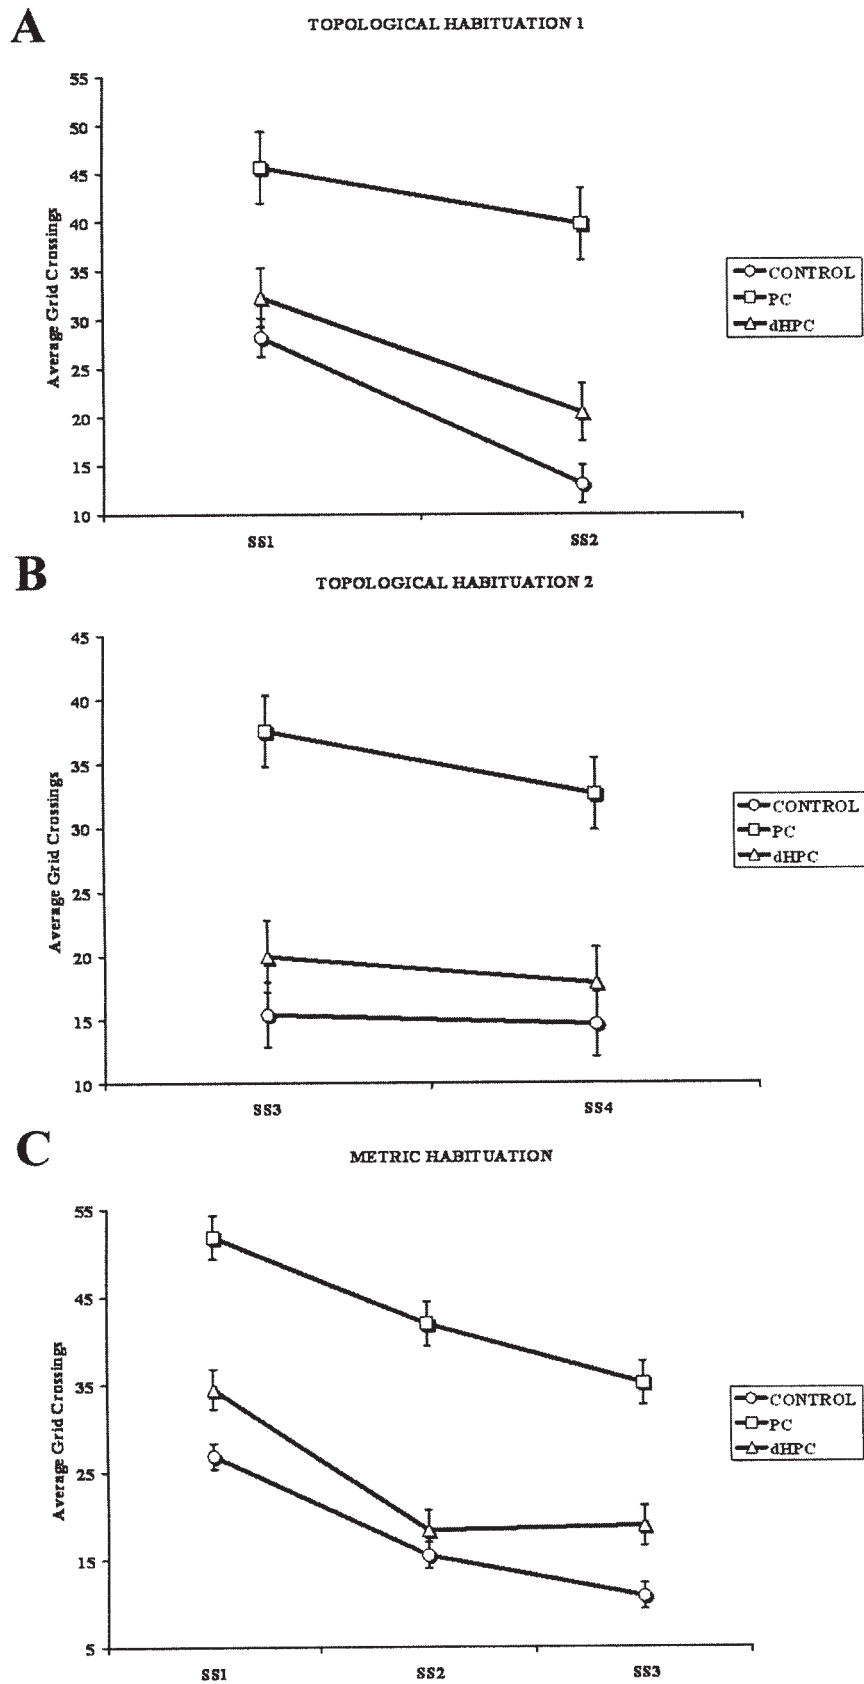 A
TOPOLOGICAL HABITUATION 1
55
50
45
40
35
30
25
20
15
10
Average Grid Crossings
SS1 SS2
CONTROL
PC
dHPC
B
TOPOLOGICAL HABITUATION 2
45
40
35
30
25
20
15
10
Average Grid Crossings
SS3 SS4
CONTROL
PC
dHPC
C
METRIC HABITUATION
55
45
35
25
15
5
Average Grid Crossings
SS1 SS2 SS3
CONTROL
PC
dHPC